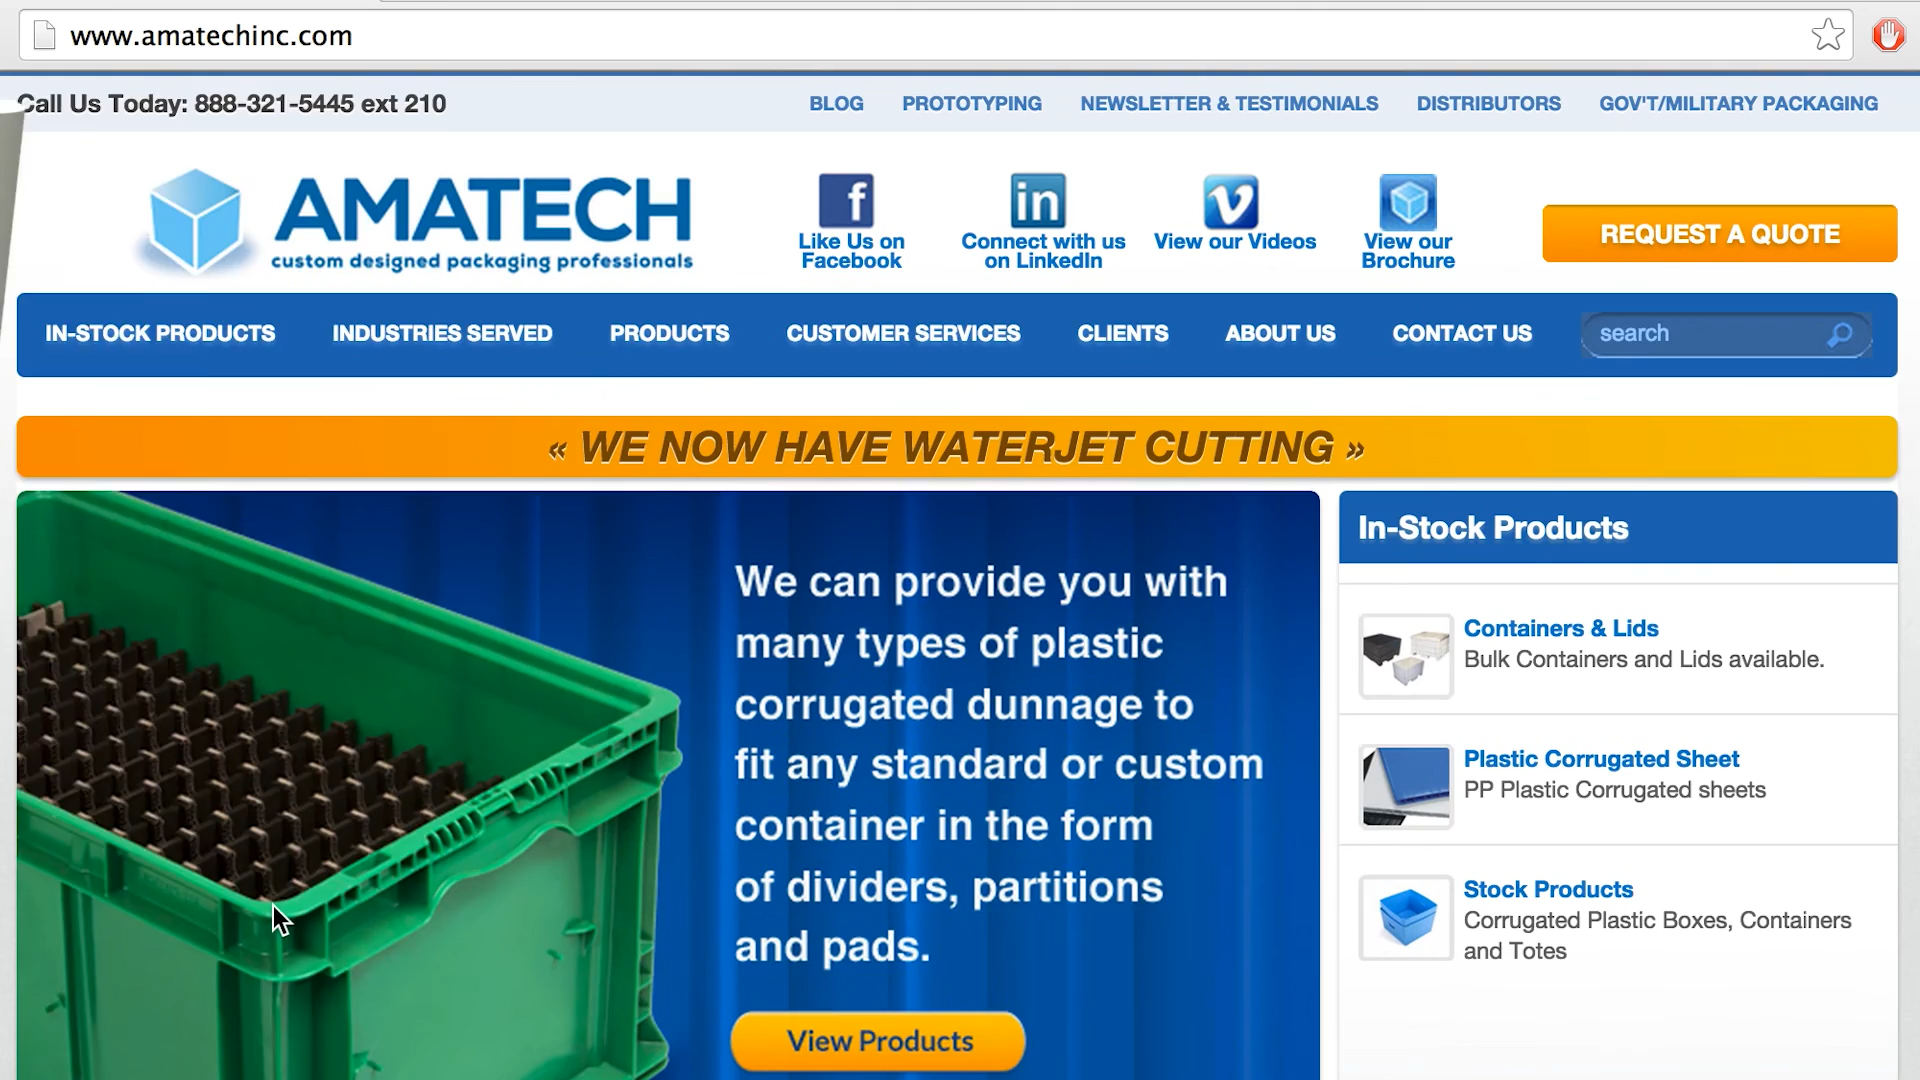 www.amatechinc.com
Call Us Today: 888-321-5445 ext 210
BLOG
PROTOTYPING
NEWSLETTER & TESTIMONIALS
DISTRIBUTORS
GOV'T/MILITARY PACKAGING
AMATECH
custom designed packaging professionals
f
Like Us on
Facebook
in
Connect with us
on LinkedIn
V
View our Videos
View our
Brochure
REQUEST A QUOTE
IN-STOCK PRODUCTS
INDUSTRIES SERVED
PRODUCTS
CUSTOMER SERVICES
CLIENTS
ABOUT US
CONTACT US
search
« WE NOW HAVE WATERJET CUTTING »
We can provide you with
many types of plastic
corrugated dunnage to
fit any standard or custom
container in the form
of dividers, partitions
and pads.
View Products
In-Stock Products
Containers & Lids
Bulk Containers and Lids available.
Plastic Corrugated Sheet
PP Plastic Corrugated sheets
Stock Products
Corrugated Plastic Boxes, Containers
and Totes